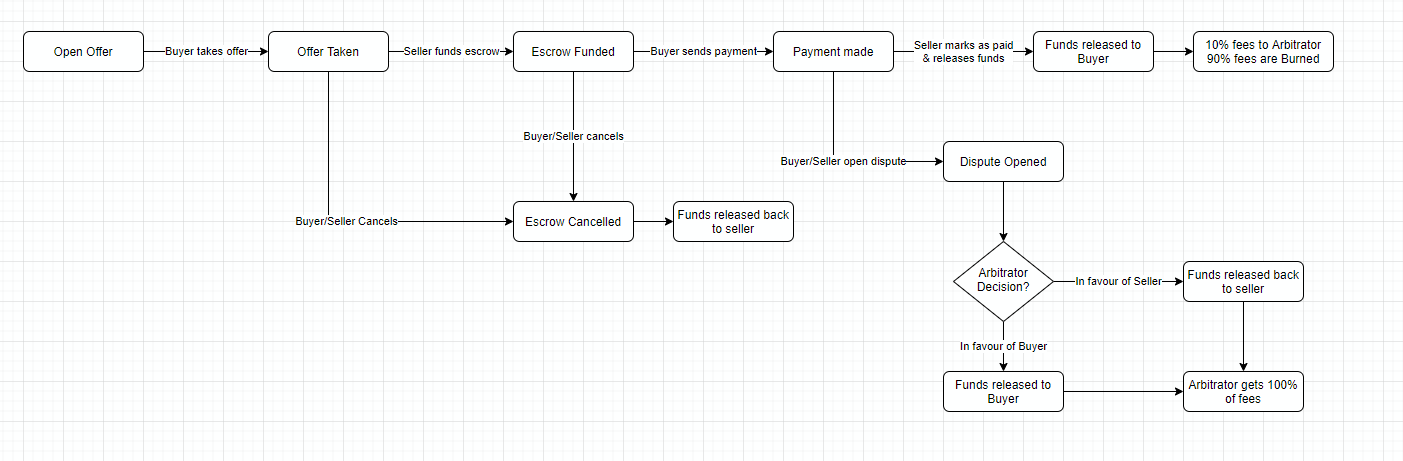 Open Offer
Buyer takes offer
Offer Taken
Seller funds escrow
Escrow Funded
Buyer sends payment
Payment made
Seller marks as paid
& releases funds
Funds released to
Buyer
10% fees to Arbitrator
90% fees are Burned
Buyer/Seller cancels
Buyer/Seller open dispute
Dispute Opened
Buyer/Seller Cancels
Escrow Cancelled
Funds released back
to seller
Arbitrator
Decision?
In favour of Seller
Funds released back
to seller
In favour of Buyer
Funds released to
Buyer
Arbitrator gets 100%
of fees